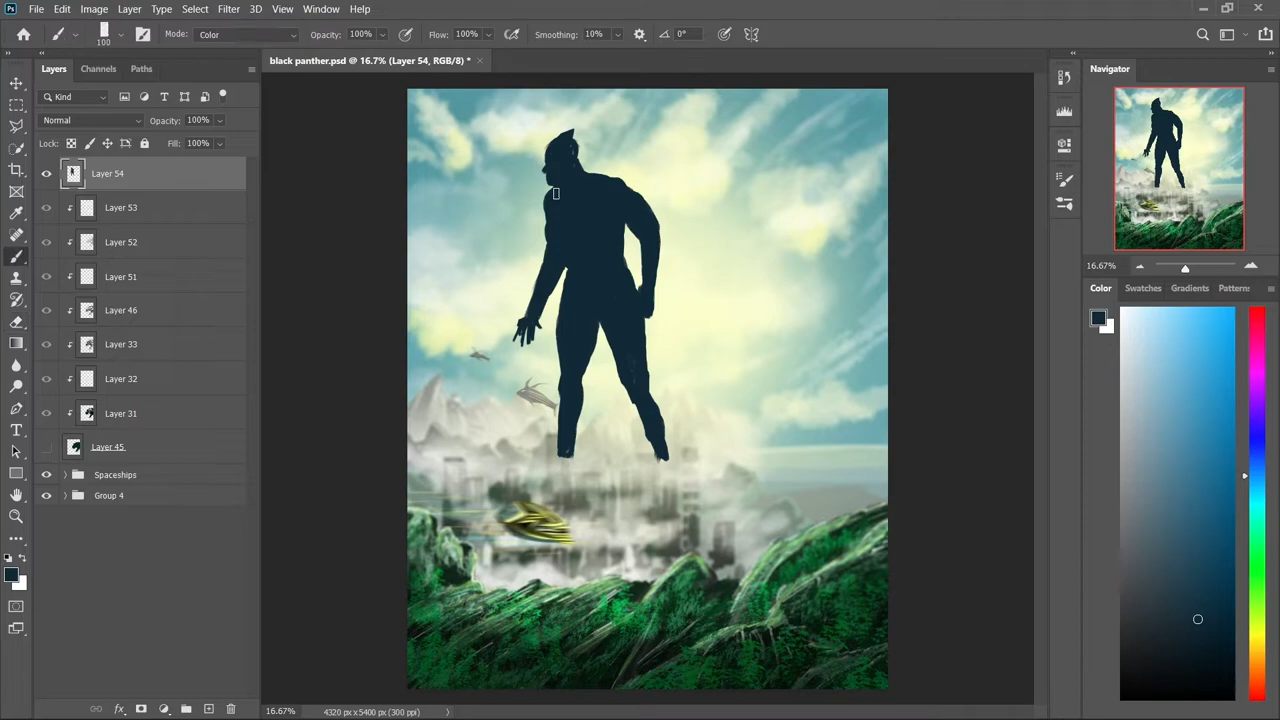 Ps File Edit Image Layer Type Select Filter 3D View Window Help
100 Mode: Color Opacity: 100% Flow: 100% Smoothing: 10% 0°
Layers Channels Paths
black panther.psd @ 16.7% (Layer 54, RGB/8) *
Navigator
Kind
Normal Opacity: 100%
Lock: Fill: 100%
Layer 54
Layer 53
Layer 52
Layer 51
Layer 46
Layer 33
Layer 32
Layer 31
Layer 45
Spaceships
Group 4
16.67% 4320 px x 5400 px (300 ppi)
16.67%
Color Swatches Gradients Patterns